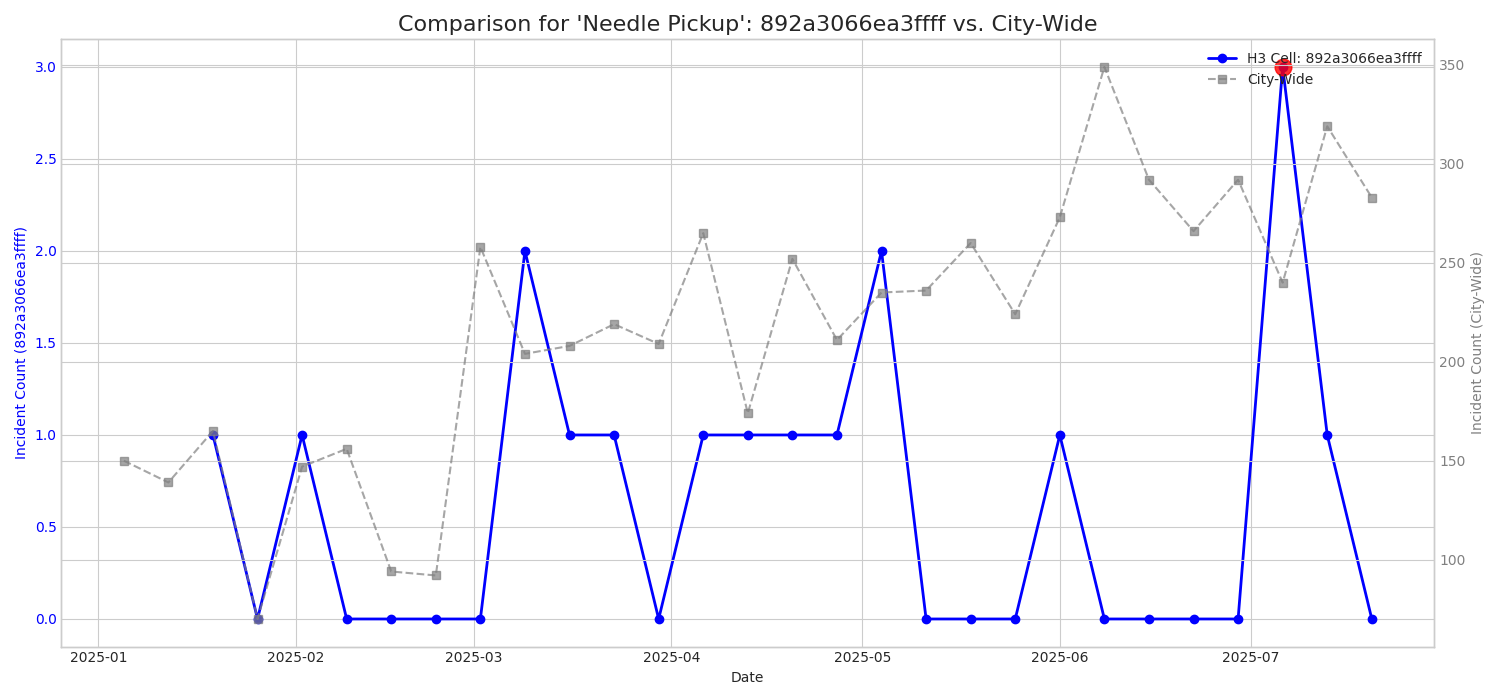 Comparison for 'Needle Pickup': 892a3066ea3ffff vs. City-Wide
H3 Cell: 892a3066ea3ffff
City-Wide
Incident Count (892a3066ea3ffff)
3.0
2.5
2.0
1.5
1.0
0.5
0.0
350
300
250
200
150
100
Incident Count (City-Wide)
2025-01 2025-02 2025-03 2025-04 2025-05 2025-06 2025-07
Date